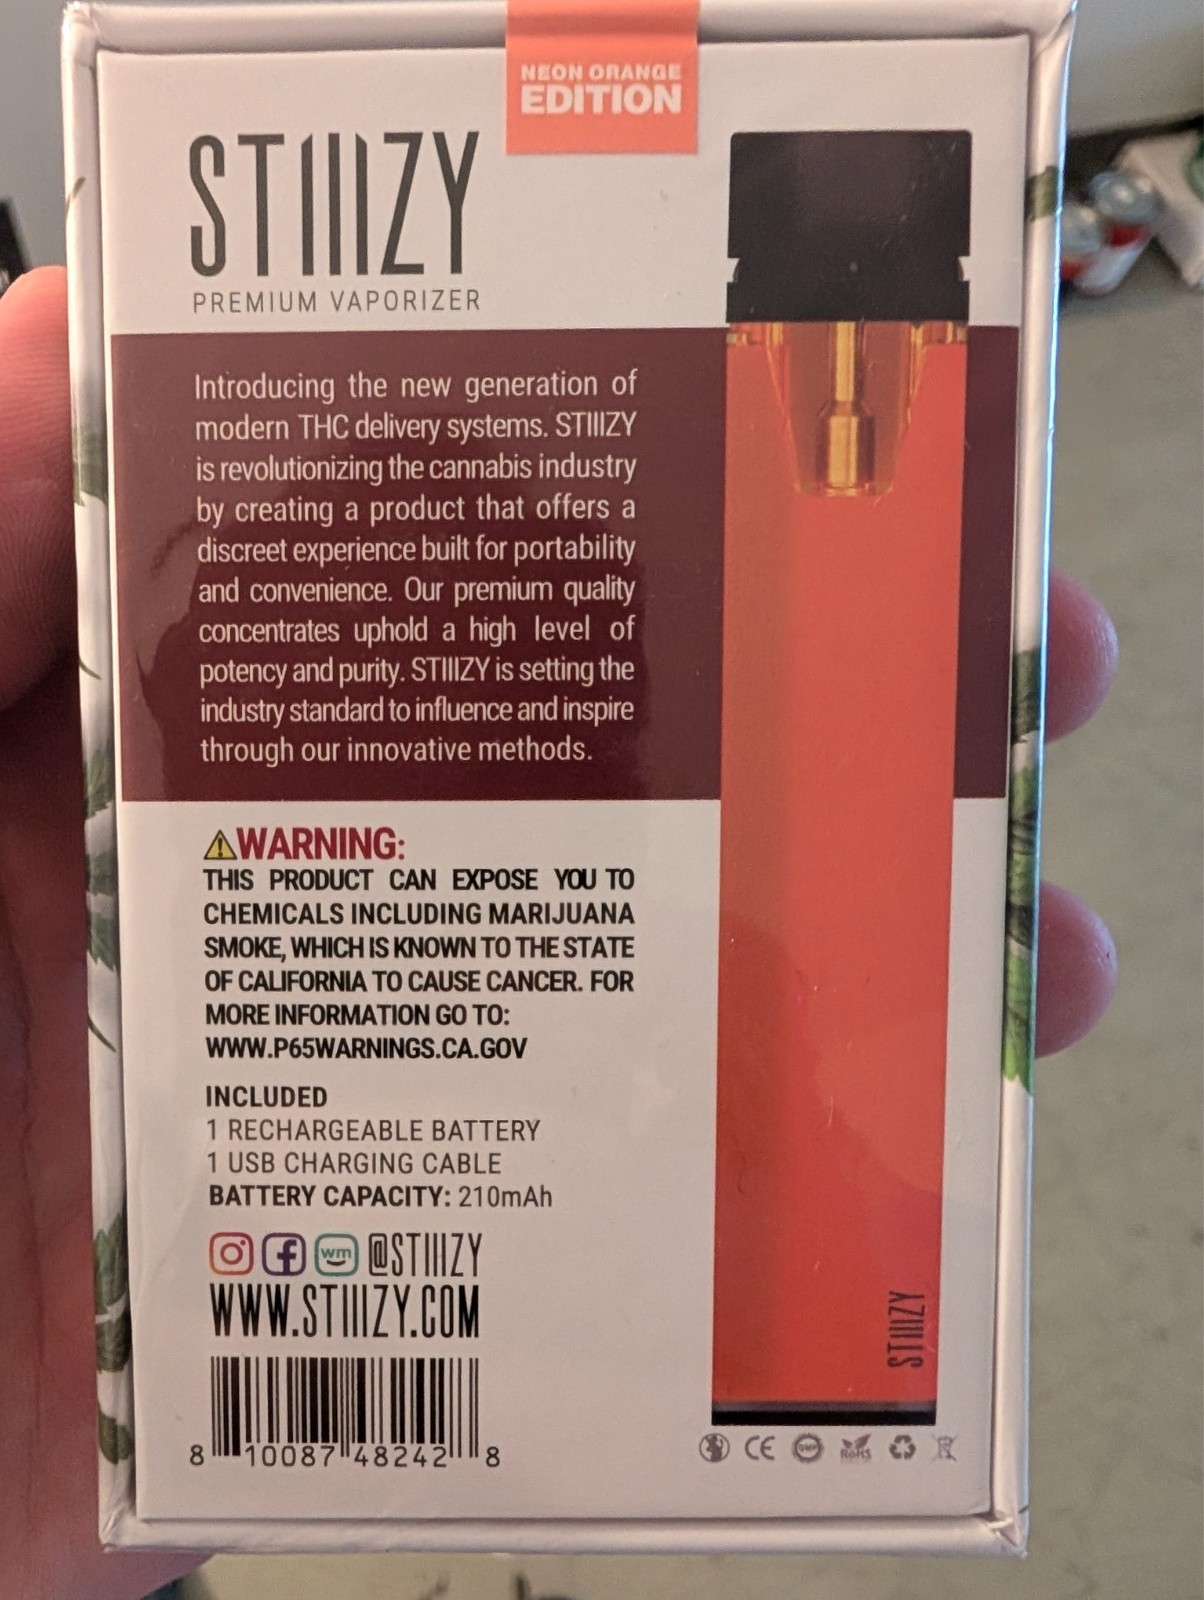 NEON ORANGE
EDITION
STIIIZY
PREMIUM VAPORIZER
Introducing the new generation of
modern THC delivery systems. STIIIZY
is revolutionizing the cannabis industry
by creating a product that offers a
discreet experience built for portability
and convenience. Our premium quality
concentrates uphold a high level of
potency and purity. STIIIZY is setting the
industry standard to influence and inspire
through our innovative methods.
WARNING:
THIS PRODUCT CAN EXPOSE YOU TO
CHEMICALS INCLUDING MARIJUANA
SMOKE, WHICH IS KNOWN TO THE STATE
OF CALIFORNIA TO CAUSE CANCER. FOR
MORE INFORMATION GO TO:
WWW.P65WARNINGS.CA.GOV
INCLUDED
1 RECHARGEABLE BATTERY
1 USB CHARGING CABLE
BATTERY CAPACITY: 210mAh
wm @STIIIZY
WWW.STIIIZY.COM
8 10087 48242 8
STIIIZY
CE GMP RoHS